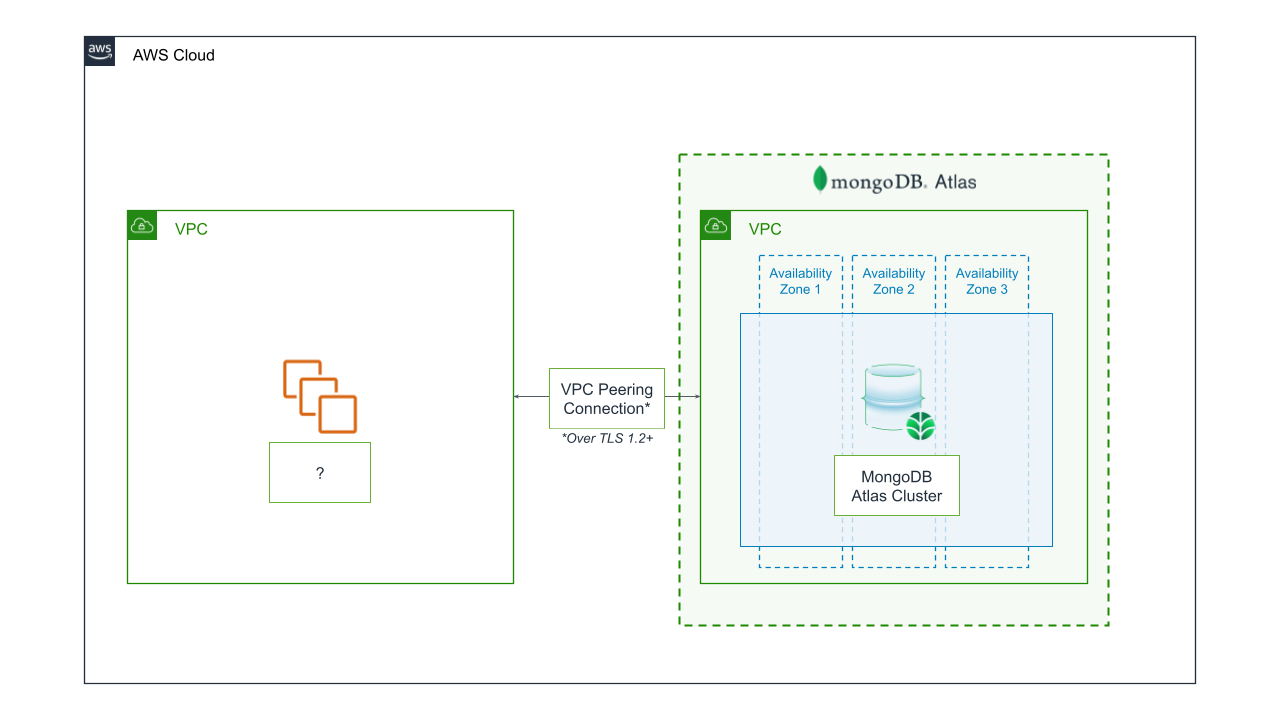 aws
AWS Cloud
mongoDB. Atlas
VPC
VPC
Availability
Zone 1
Availability
Zone 2
Availability
Zone 3
VPC Peering
Connection*
*Over TLS 1.2+
?
MongoDB
Atlas Cluster